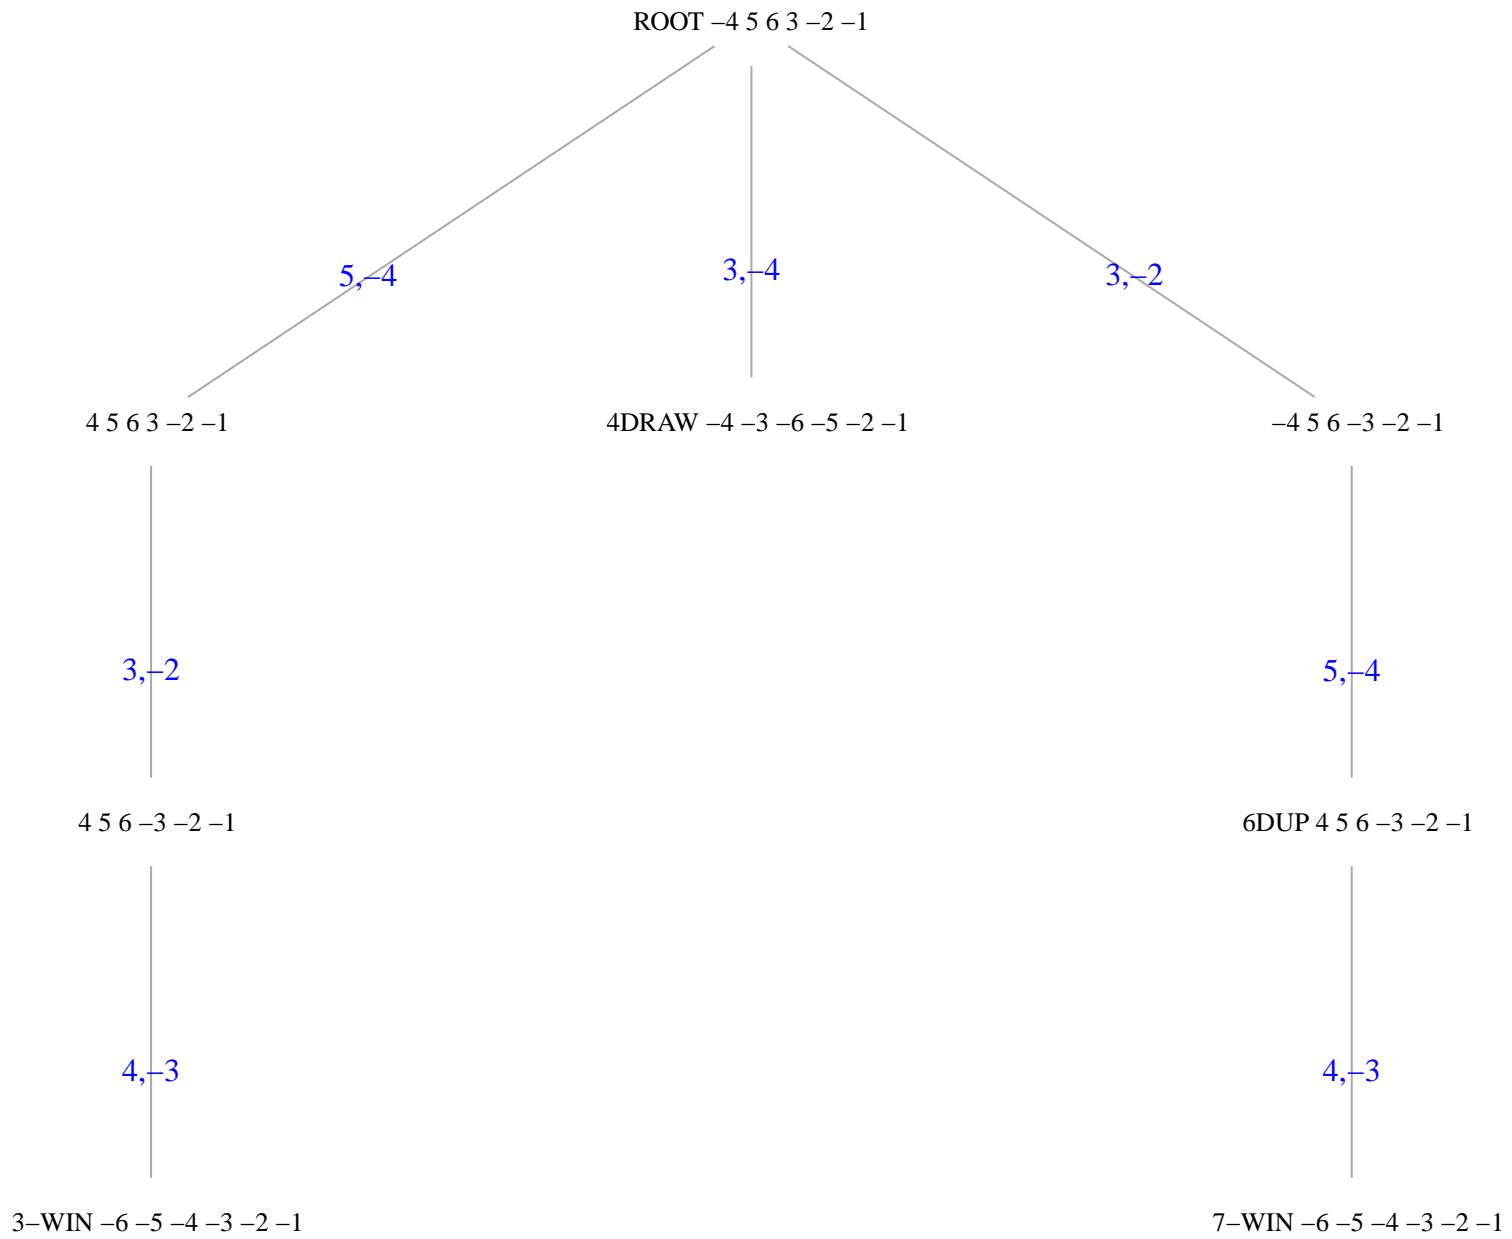 ROOT –4 5 6 3 –2 –1
5,–4
3,–4
3,–2
4 5 6 3 –2 –1
4DRAW –4 –3 –6 –5 –2 –1
–4 5 6 –3 –2 –1
3,–2
5,–4
4 5 6 –3 –2 –1
6DUP 4 5 6 –3 –2 –1
4,–3
4,–3
3–WIN –6 –5 –4 –3 –2 –1
7–WIN –6 –5 –4 –3 –2 –1